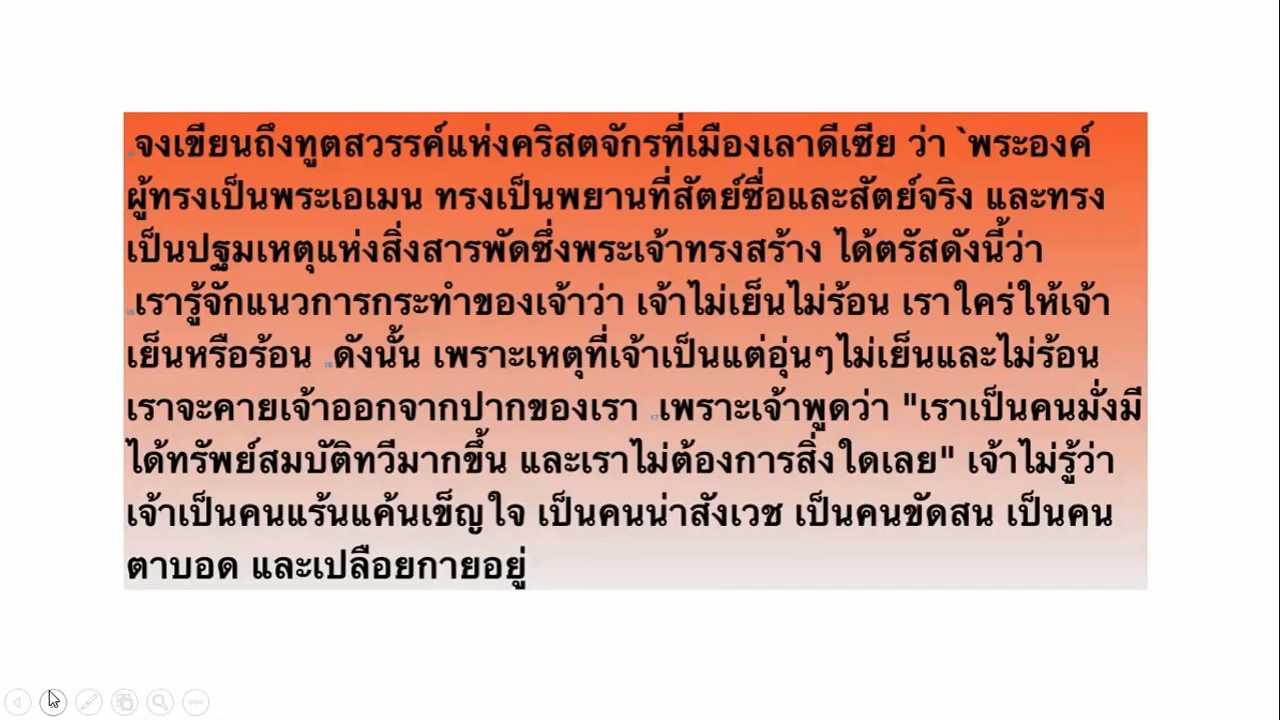 จงเขียนถึงทูตสวรรค์แห่งคริสตจักรที่เมืองเลาดีเซีย ว่า `พระองค์
ผู้ทรงเป็นพระเอเมน ทรงเป็นพยานที่สัตย์ซื่อและสัตย์จริง และทรง
เป็นปฐมเหตุแห่งสิ่งสารพัดซึ่งพระเจ้าทรงสร้าง ได้ตรัสดังนี้ว่า
15เรารู้จักแนวการกระทำของเจ้าว่า เจ้าไม่เย็นไม่ร้อน เราใคร่ให้เจ้า
เย็นหรือร้อน 16ดังนั้น เพราะเหตุที่เจ้าเป็นแต่อุ่นๆไม่เย็นและไม่ร้อน
เราจะคายเจ้าออกจากปากของเรา 17เพราะเจ้าพูดว่า "เราเป็นคนมั่งมี
ได้ทรัพย์สมบัติทวีมากขึ้น และเราไม่ต้องการสิ่งใดเลย" เจ้าไม่รู้ว่า
เจ้าเป็นคนแร้นแค้นเข็ญใจ เป็นคนน่าสังเวช เป็นคนขัดสน เป็นคน
ตาบอด และเปลือยกายอยู่